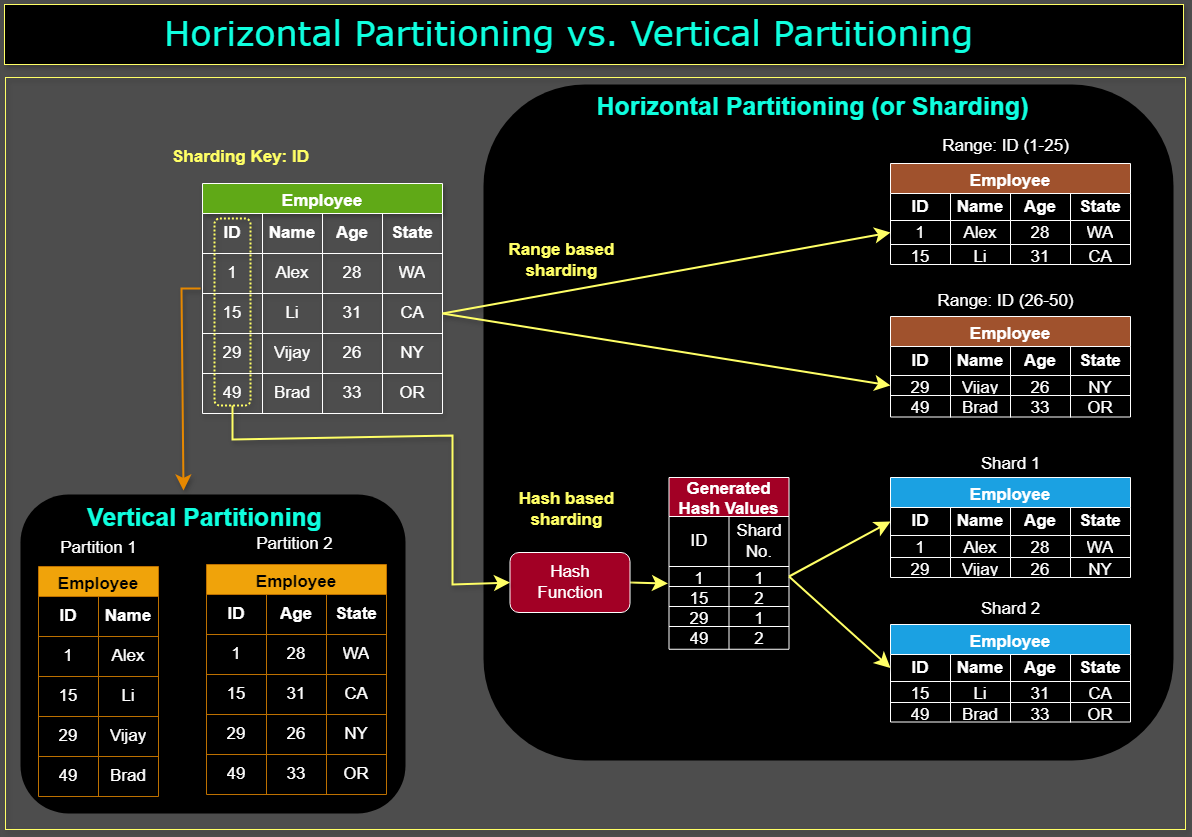 Horizontal Partitioning vs. Vertical Partitioning
Sharding Key: ID
Employee
ID Name Age State
1 Alex 28 WA
15 Li 31 CA
29 Vijay 26 NY
49 Brad 33 OR
Horizontal Partitioning (or Sharding)
Range based
sharding
Range: ID (1-25)
Employee
ID Name Age State
1 Alex 28 WA
15 Li 31 CA
Range: ID (26-50)
Employee
ID Name Age State
29 Vijay 26 NY
49 Brad 33 OR
Hash based
sharding
Hash
Function
Generated
Hash Values
ID Shard
No.
1 1
15 2
29 1
49 2
Shard 1
Employee
ID Name Age State
1 Alex 28 WA
29 Vijay 26 NY
Shard 2
Employee
ID Name Age State
15 Li 31 CA
49 Brad 33 OR
Vertical Partitioning
Partition 1
Employee
ID Name
1 Alex
15 Li
29 Vijay
49 Brad
Partition 2
Employee
ID Age State
1 28 WA
15 31 CA
29 26 NY
49 33 OR